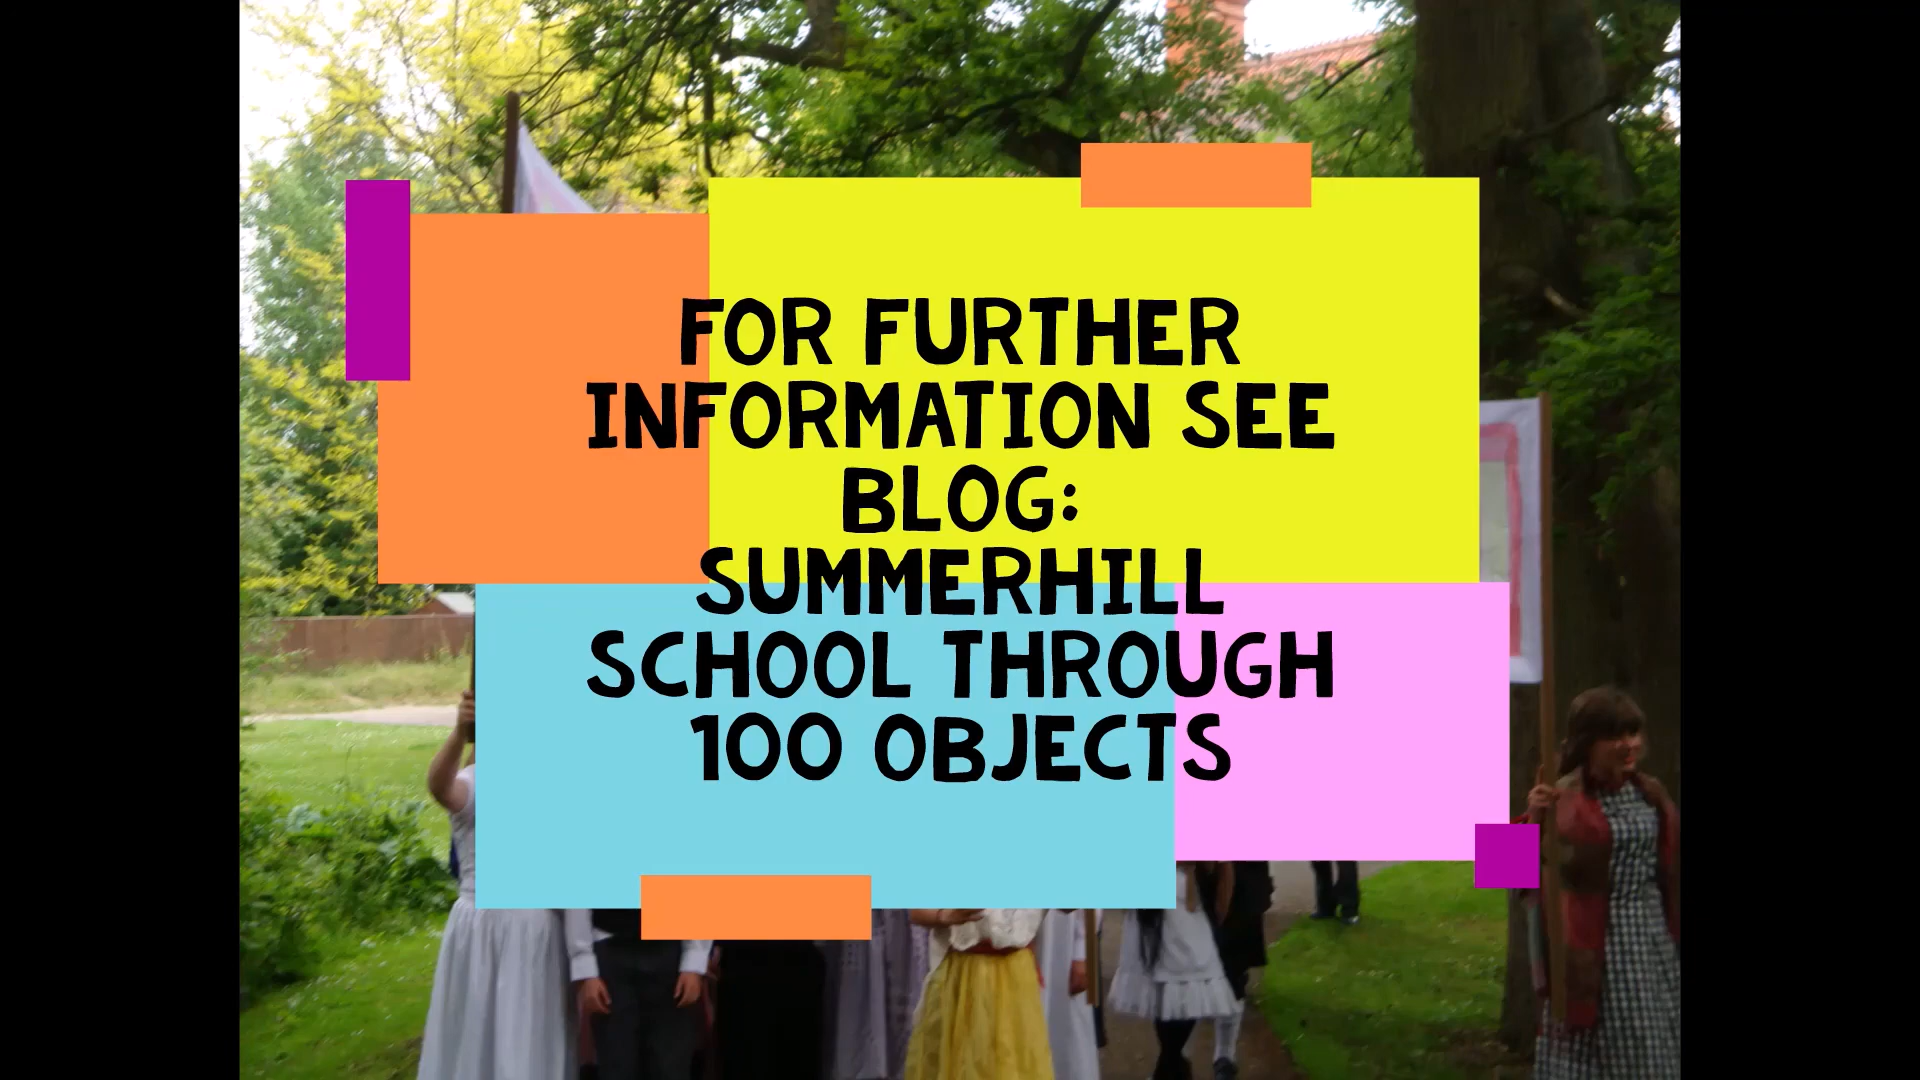 FOR FURTHER
INFORMATION SEE
BLOG:
SUMMERHILL
SCHOOL THROUGH
100 OBJECTS